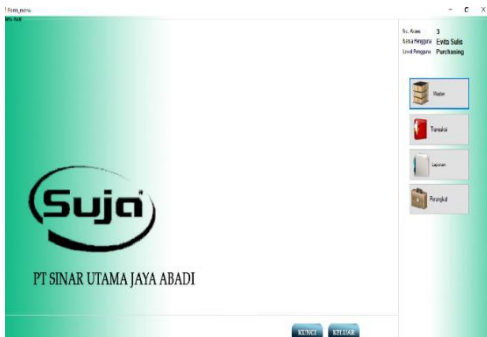 Form_menu
No. Akses 3
Nama Pengguna Evita Sulis
Level Pengguna Purchasing
Master
Transaksi
Laporan
Perangkat
Suja
PT SINAR UTAMA JAYA ABADI
KUNCI KELUAR